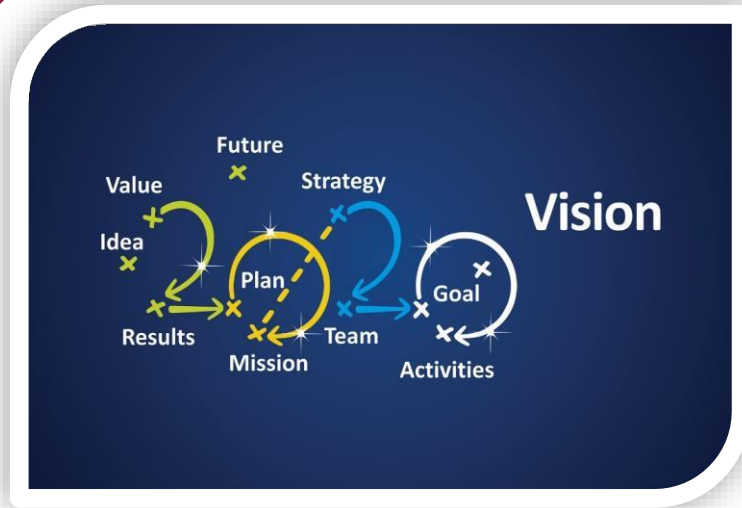 Future
Value
Strategy
Idea
Vision
Plan
Goal
Results
Team
Mission
Activities